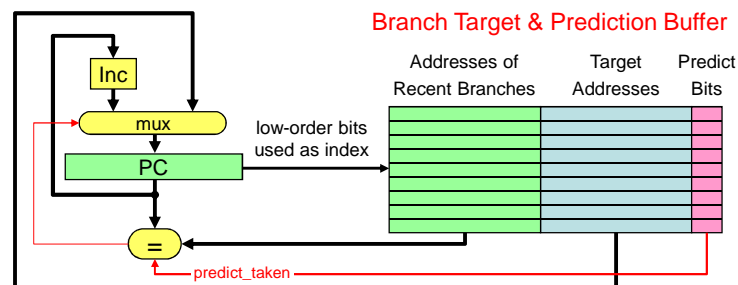 Branch Target & Prediction Buffer
Addresses of
Recent Branches
Target
Addresses
Predict
Bits
Inc
mux
low-order bits
used as index
PC
=
predict_taken